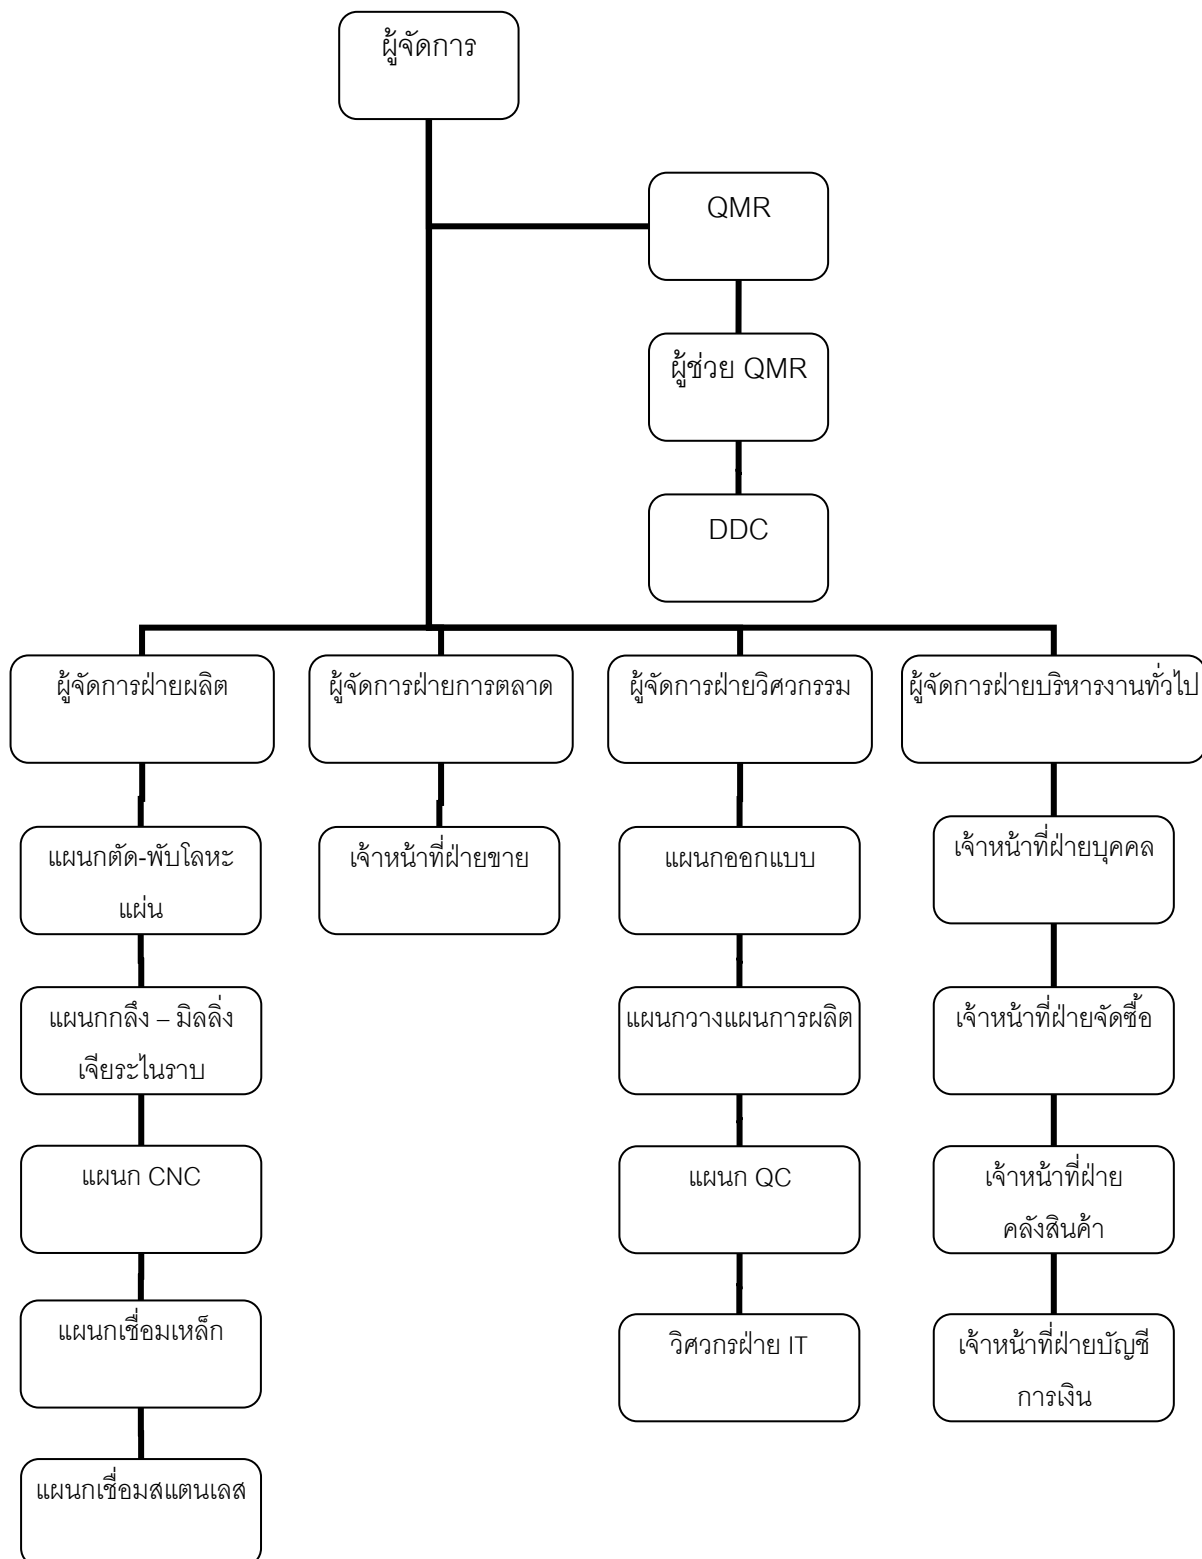 ผู้จัดการ
QMR
ผู้ช่วย QMR
DDC
ผู้จัดการฝ่ายผลิต
ผู้จัดการฝ่ายการตลาด
ผู้จัดการฝ่ายวิศวกรรม
ผู้จัดการฝ่ายบริหารงานทั่วไป
แผนกตัด-พับโลหะ
แผ่น
เจ้าหน้าที่ฝ่ายขาย
แผนกออกแบบ
เจ้าหน้าที่ฝ่ายบุคคล
แผนกกลึง – มิลลิ่ง
เจียระไนราบ
แผนกวางแผนการผลิต
เจ้าหน้าที่ฝ่ายจัดซื้อ
แผนก CNC
แผนก QC
เจ้าหน้าที่ฝ่าย
คลังสินค้า
แผนกเชื่อมเหล็ก
วิศวกรฝ่าย IT
เจ้าหน้าที่ฝ่ายบัญชี
การเงิน
แผนกเชื่อมสแตนเลส